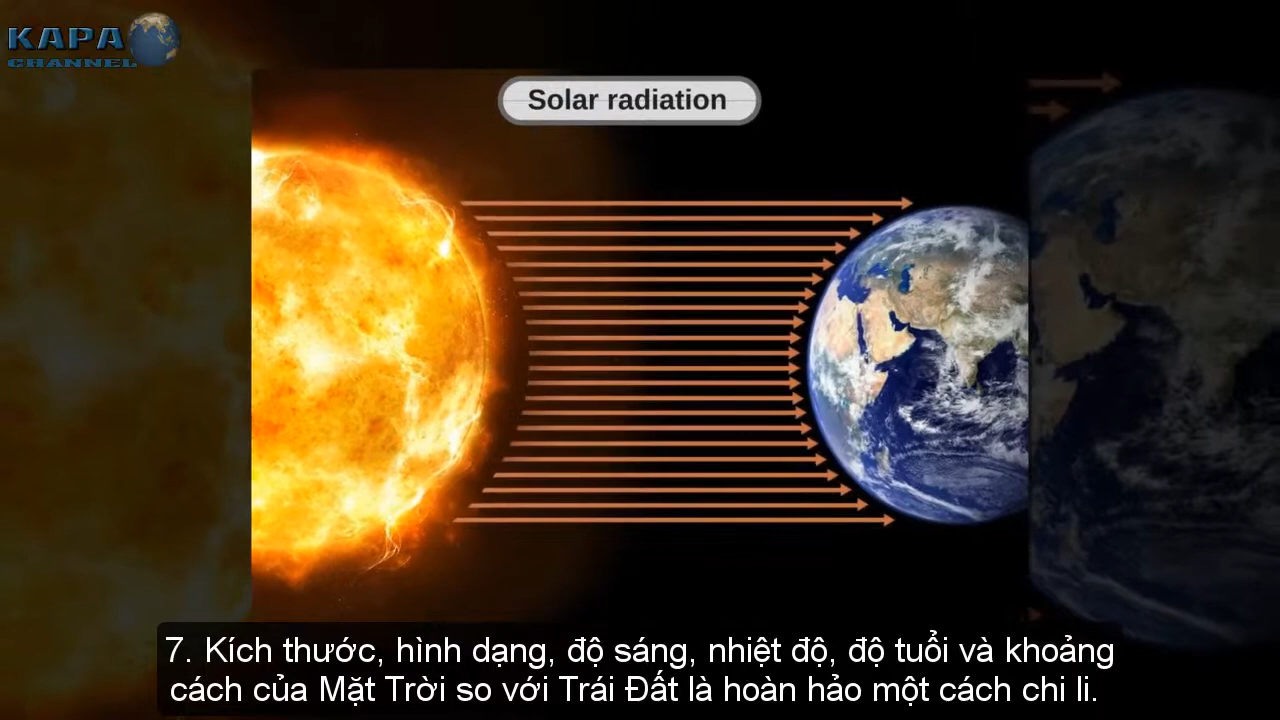 KAPA
CHANNEL
Solar radiation
7. Kích thước, hình dạng, độ sáng, nhiệt độ, độ tuổi và khoảng
cách của Mặt Trời so với Trái Đất là hoàn hảo một cách chi li.